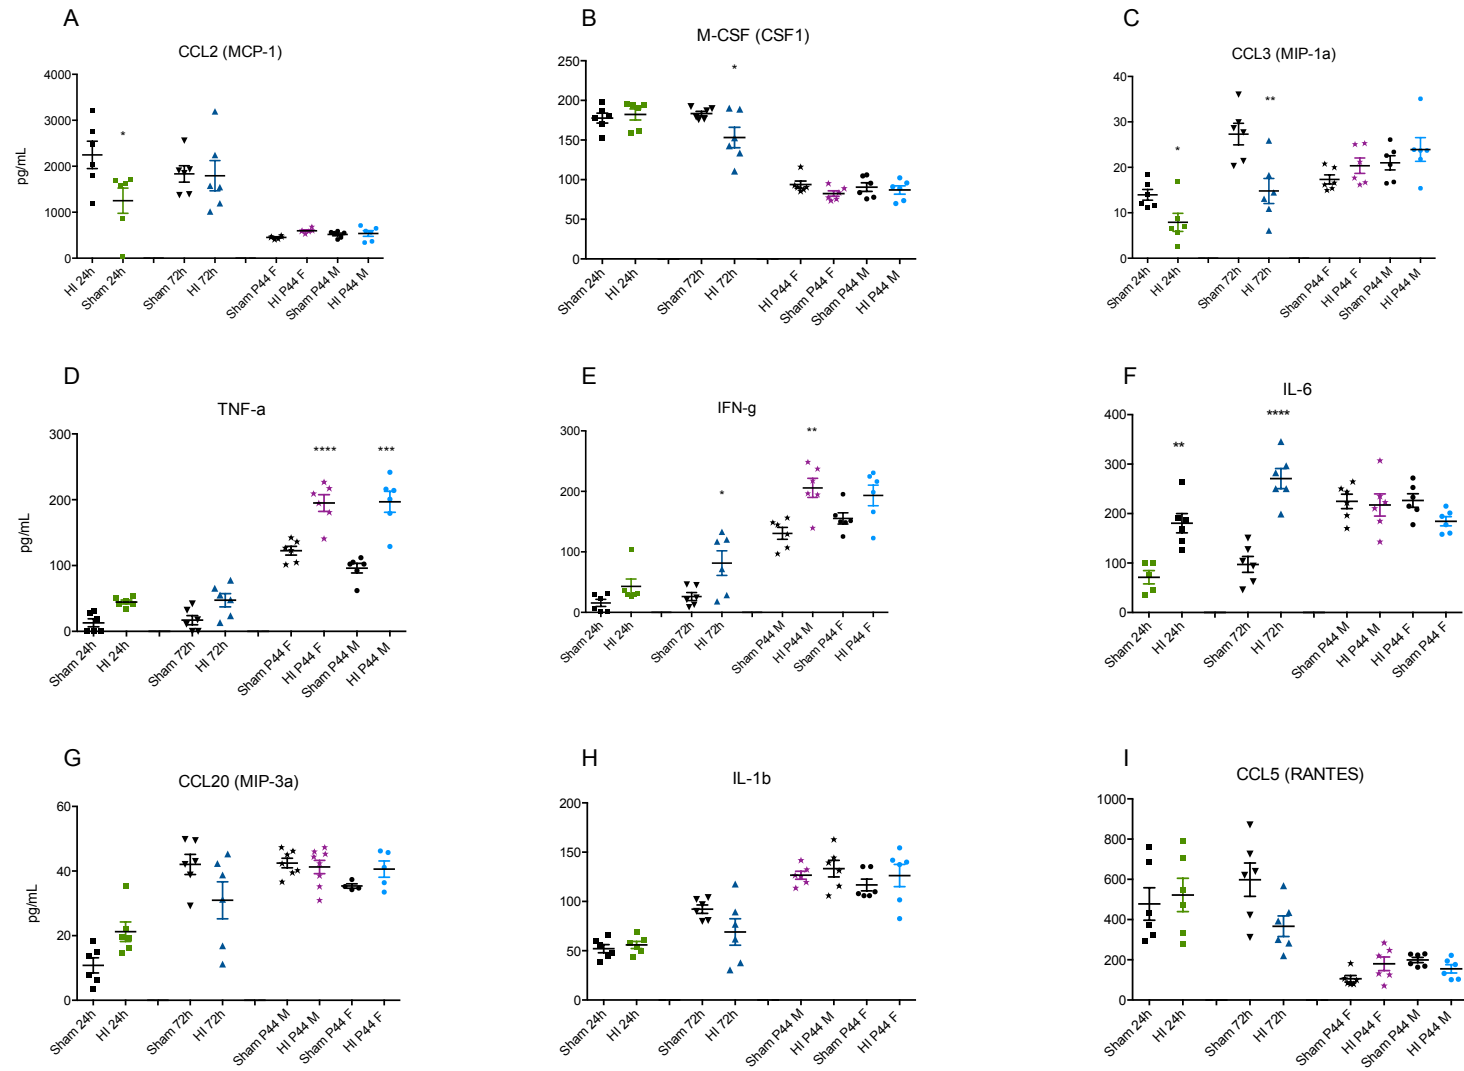 A
CCL2 (MCP-1)
pg/mL
4000
3000
2000
1000
0
*
HI 24h
Sham 24h
Sham 72h
HI 72h
Sham P44 F
HI P44 F
Sham P44 M
HI P44 M
B
M-CSF (CSF1)
250
200
150
100
50
0
*
Sham 24h
HI 24h
Sham 72h
HI 72h
HI P44 F
Sham P44 F
Sham P44 M
HI P44 M
C
CCL3 (MIP-1a)
40
30
20
10
0
*
**
Sham 24h
HI 24h
Sham 72h
HI 72h
Sham P44 F
HI P44 F
Sham P44 M
HI P44 M
D
TNF-a
pg/mL
300
200
100
0
****
***
Sham 24h
HI 24h
Sham 72h
HI 72h
Sham P44 F
HI P44 F
Sham P44 M
HI P44 M
E
IFN-g
300
200
100
0
*
**
Sham 24h
HI 24h
Sham 72h
HI 72h
Sham P44 M
HI P44 M
Sham P44 F
HI P44 F
F
IL-6
400
300
200
100
0
**
****
Sham 24h
HI 24h
Sham 72h
HI 72h
Sham P44 M
HI P44 M
HI P44 F
Sham P44 F
G
CCL20 (MIP-3a)
pg/mL
60
40
20
0
Sham 24h
HI 24h
Sham 72h
HI 72h
Sham P44 M
HI P44 M
Sham P44 F
HI P44 F
H
IL-1b
200
150
100
50
0
Sham 24h
HI 24h
Sham 72h
HI 72h
Sham P44 M
HI P44 M
Sham P44 F
HI P44 F
I
CCL5 (RANTES)
1000
800
600
400
200
0
Sham 24h
HI 24h
Sham 72h
HI 72h
Sham P44 F
HI P44 F
Sham P44 M
HI P44 M